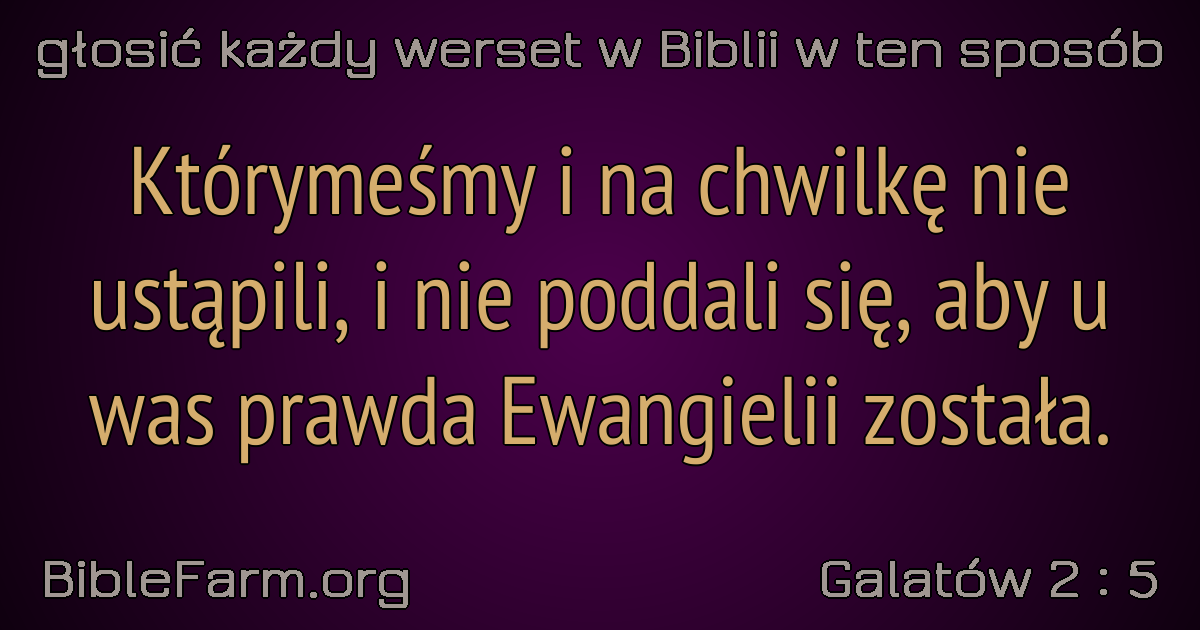 głosić każdy werset w Biblii w ten sposób
Którymeśmy i na chwilkę nie
ustąpili, i nie poddali się, aby u
was prawda Ewangielii została.
BibleFarm.org
Galatów 2 : 5